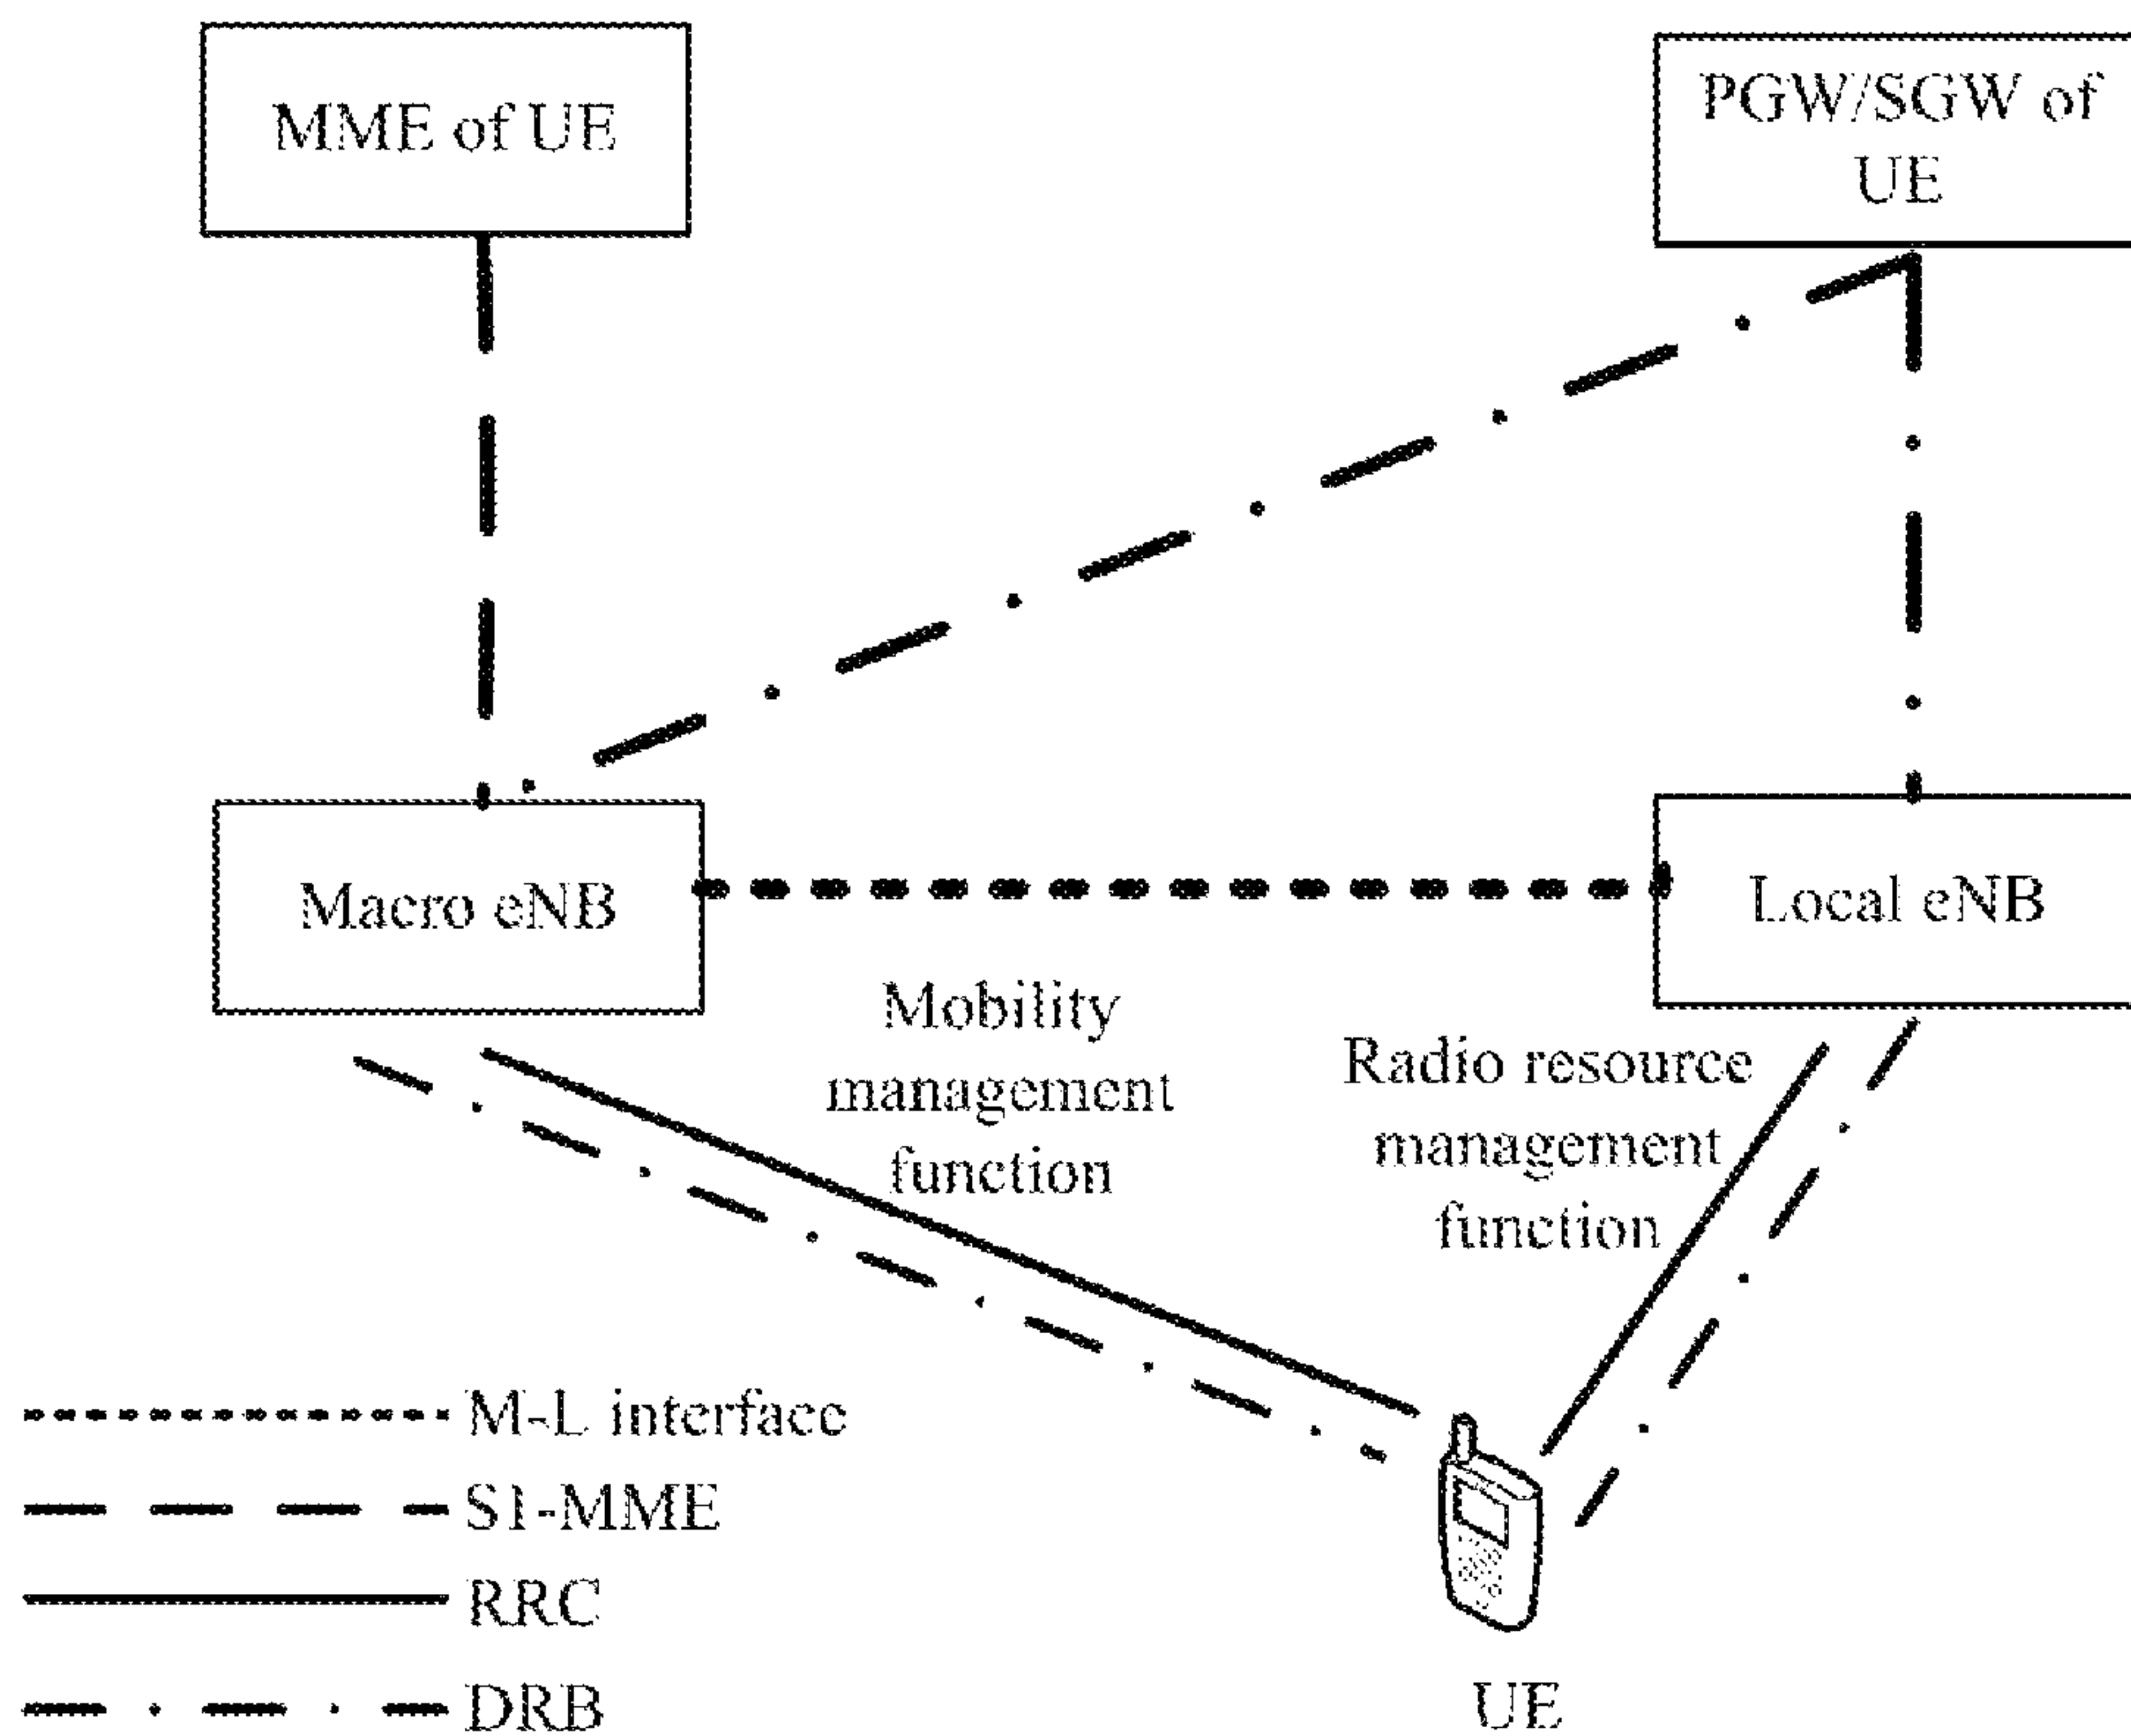 MME of UE
PGW/SGW of
UE
Macro eNB
Local eNB
Mobility
management
function
Radio resource
management
function
M-L interface
S1-MME
RRC
DRB
UE